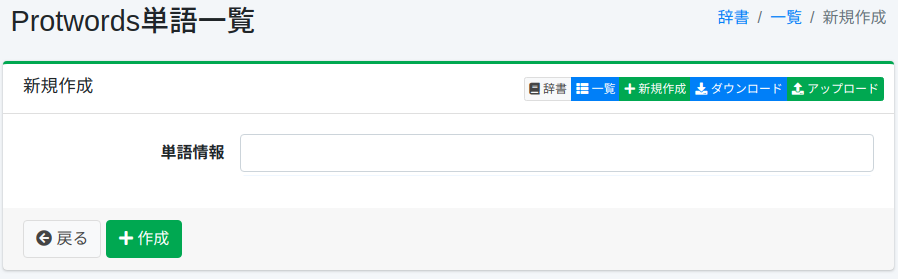 Protwords単語一覧
辞書 / 一覧 / 新規作成
新規作成
辞書 一覧 新規作成 ダウンロード アップロード
単語情報
戻る 作成